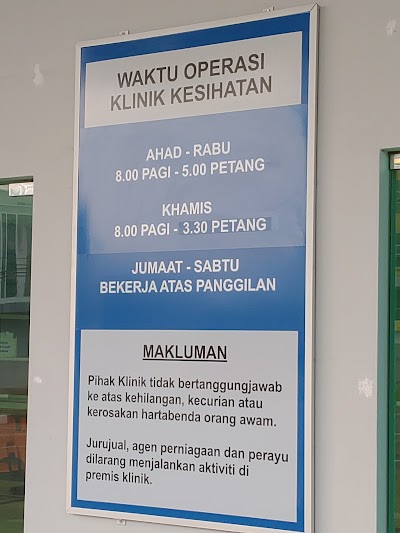 WAKTU OPERASI
KLINIK KESIHATAN
AHAD - RABU
8.00 PAGI - 5.00 PETANG
KHAMIS
8.00 PAGI - 3.30 PETANG
JUMAAT - SABTU
BEKERJA ATAS PANGGILAN
MAKLUMAN
Pihak Klinik tidak bertanggungjawab
ke atas kehilangan, kecurian atau
kerosakan hartabenda orang awam.
Jurujual, agen perniagaan dan perayu
dilarang menjalankan aktiviti di
premis klinik.